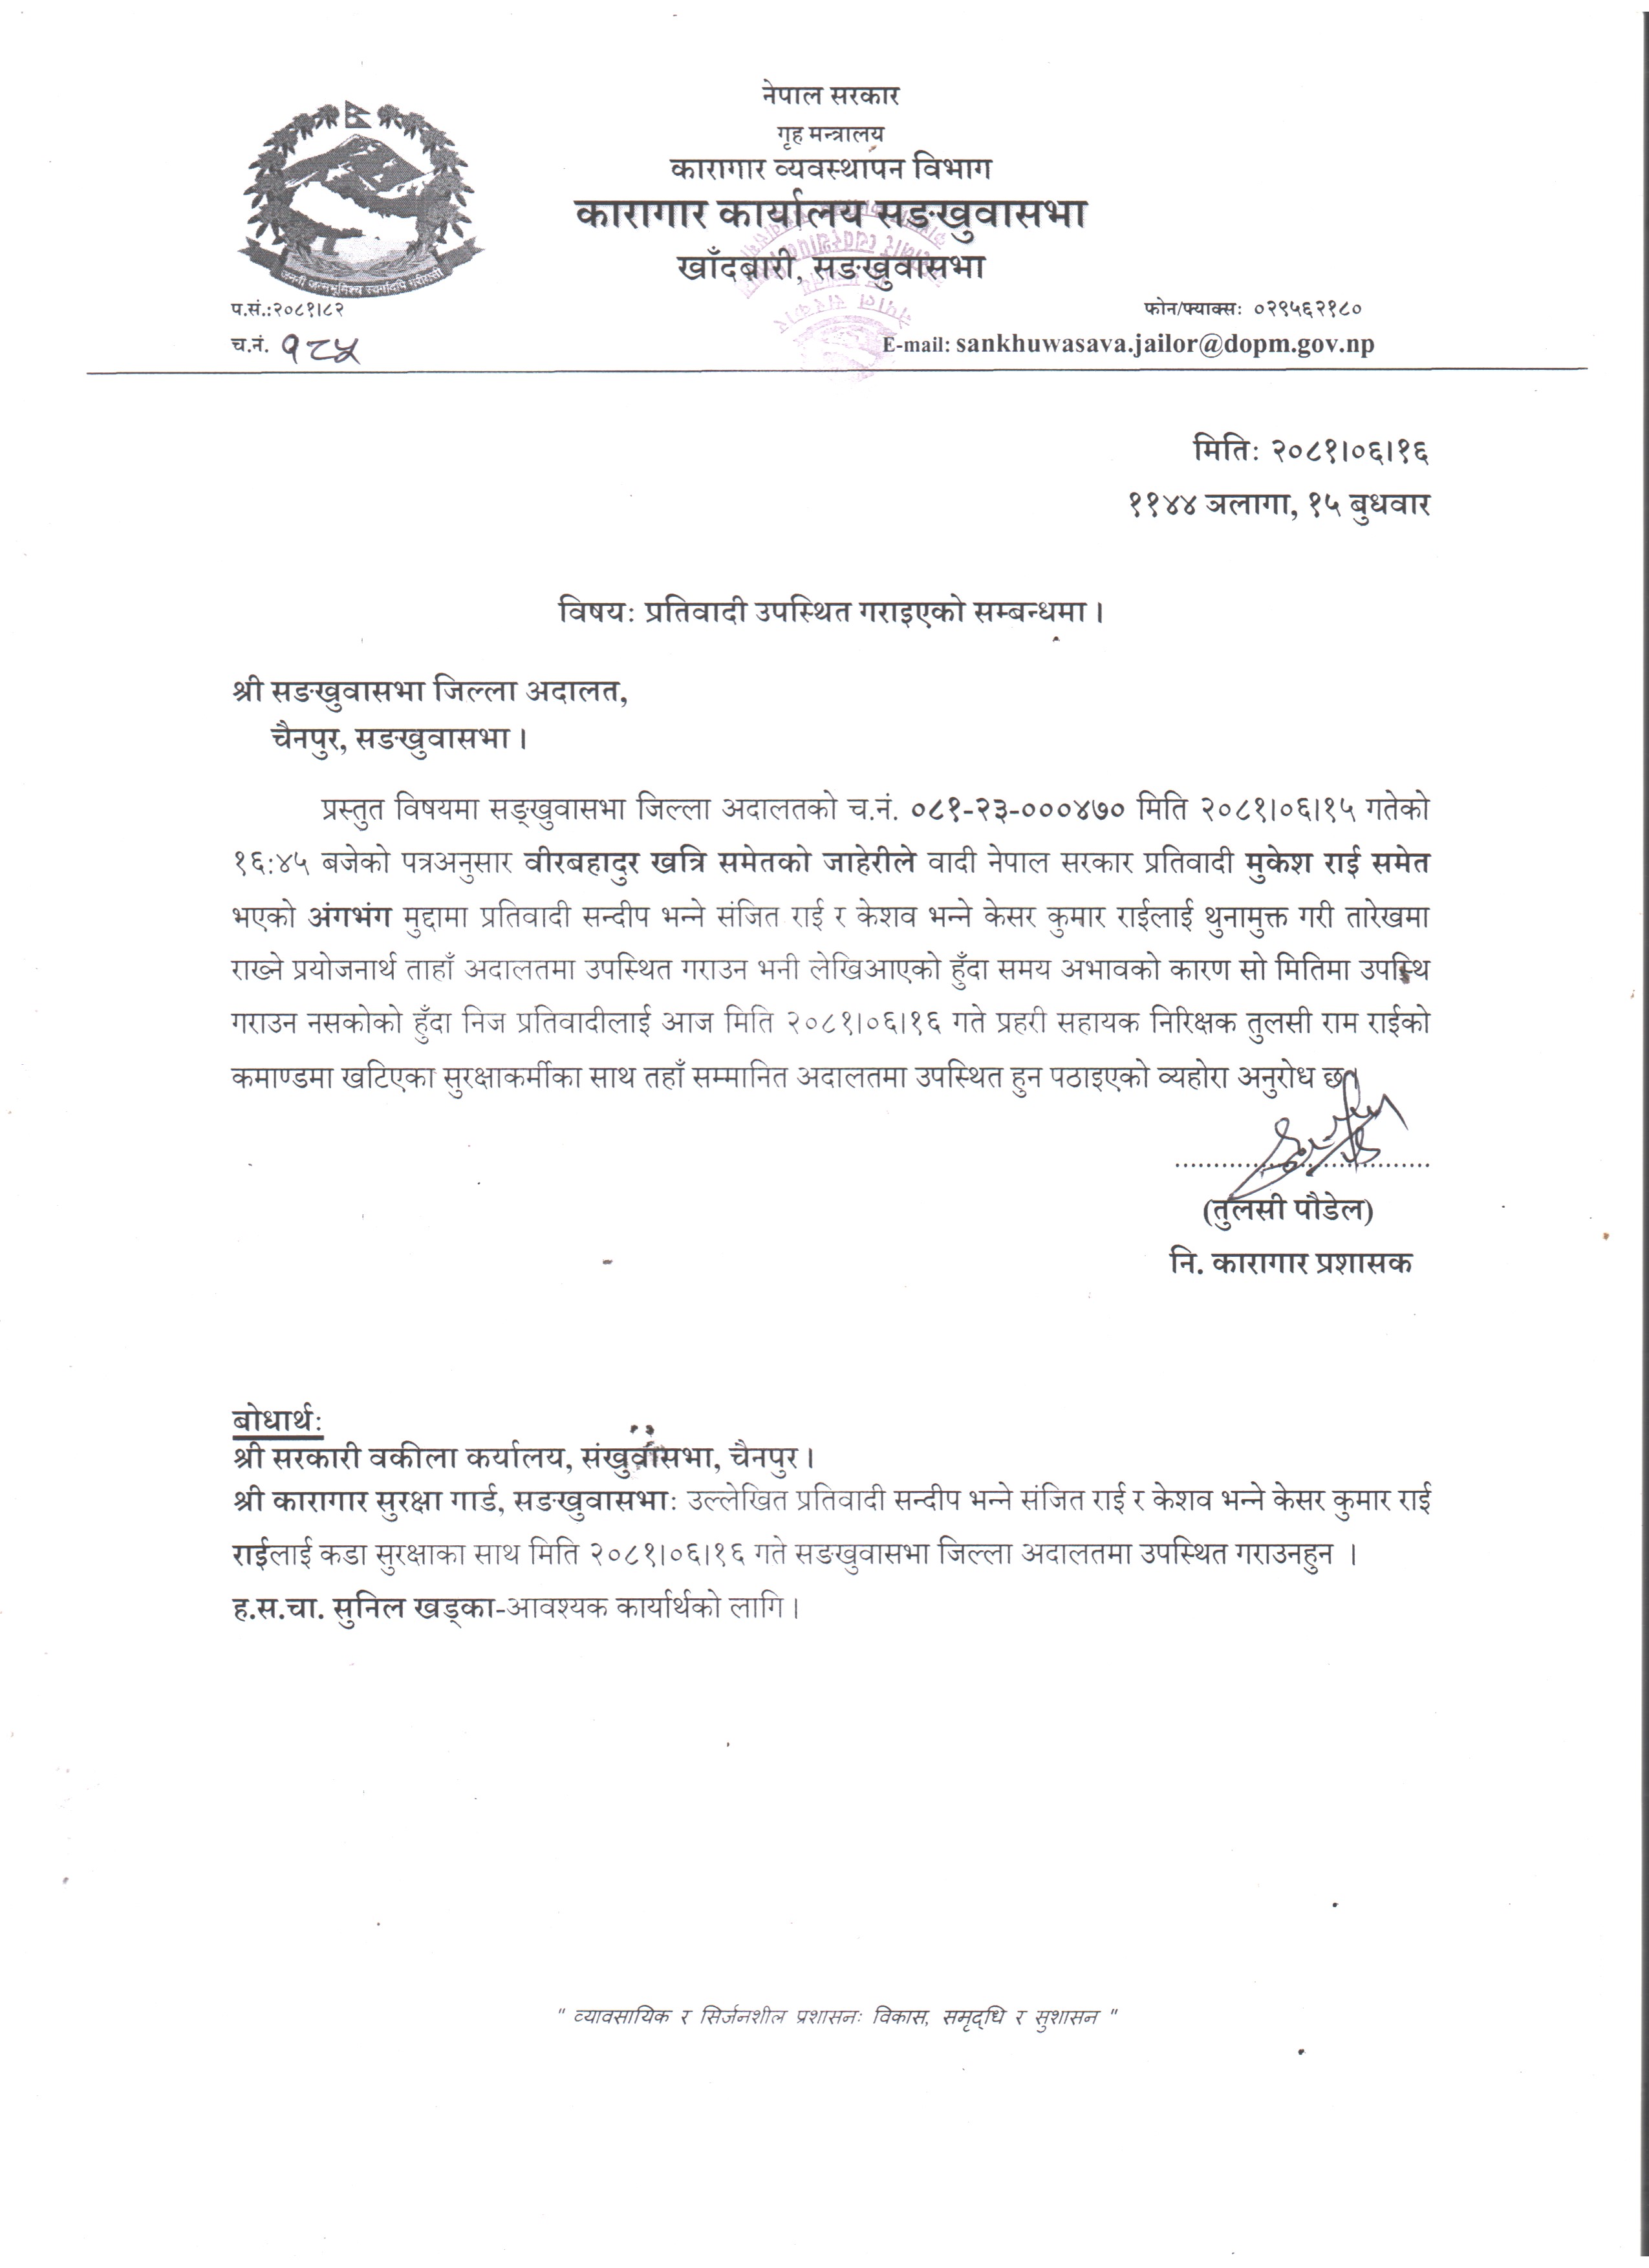 नेपाल सरकार
गृह मन्त्रालय
कारागार व्यवस्थापन विभाग
कारागार कार्यालय सङखुवासभा
खाँदबारी, सङखुवासभा
जननी जन्मभूमिश्च स्वर्गादपि गरीयसी
प.सं.:२०८१।८२
फोन/फ्याक्सः ०२९५६२१८०
च.नं. १८५
E-mail: sankhuwasava.jailor@dopm.gov.np
मितिः २०८१।०६।१६
११४४ ञलागा, १५ बुधवार
विषयः प्रतिवादी उपस्थित गराइएको सम्बन्धमा ।
श्री सङखुवासभा जिल्ला अदालत,
चैनपुर, सङखुवासभा ।
प्रस्तुत विषयमा सङ्खुवासभा जिल्ला अदालतको च.नं. ०८१-२३-०००४७० मिति २०८१।०६।१५ गतेको
१६:४५ बजेको पत्रअनुसार वीरबहादुर खत्रि समेतको जाहेरीले वादी नेपाल सरकार प्रतिवादी मुकेश राई समेत
भएको अंगभंग मुद्दामा प्रतिवादी सन्दीप भन्ने संजित राई र केशव भन्ने केसर कुमार राईलाई थुनामुक्त गरी तारेखमा
राख्ने प्रयोजनार्थ ताहाँ अदालतमा उपस्थित गराउन भनी लेखिआएको हुँदा समय अभावको कारण सो मितिमा उपस्थि
गराउन नसकोको हुँदा निज प्रतिवादीलाई आज मिति २०८१।०६।१६ गते प्रहरी सहायक निरिक्षक तुलसी राम राईको
कमाण्डमा खटिएका सुरक्षाकर्मीका साथ तहाँ सम्मानित अदालतमा उपस्थित हुन पठाइएको व्यहोरा अनुरोध छ।
(तुलसी पौडेल)
नि. कारागार प्रशासक
बोधार्थः
श्री सरकारी वकीला कर्यालय, संखुवासभा, चैनपुर ।
श्री कारागार सुरक्षा गार्ड, सङखुवासभाः उल्लेखित प्रतिवादी सन्दीप भन्ने संजित राई र केशव भन्ने केसर कुमार राई
राईलाई कडा सुरक्षाका साथ मिति २०८१।०६।१६ गते सङखुवासभा जिल्ला अदालतमा उपस्थित गराउनहुन ।
ह.स.चा. सुनिल खड्का-आवश्यक कार्यार्थको लागि ।
" व्यावसायिक र सिर्जनशील प्रशासनः विकास, समृद्धि र सुशासन "